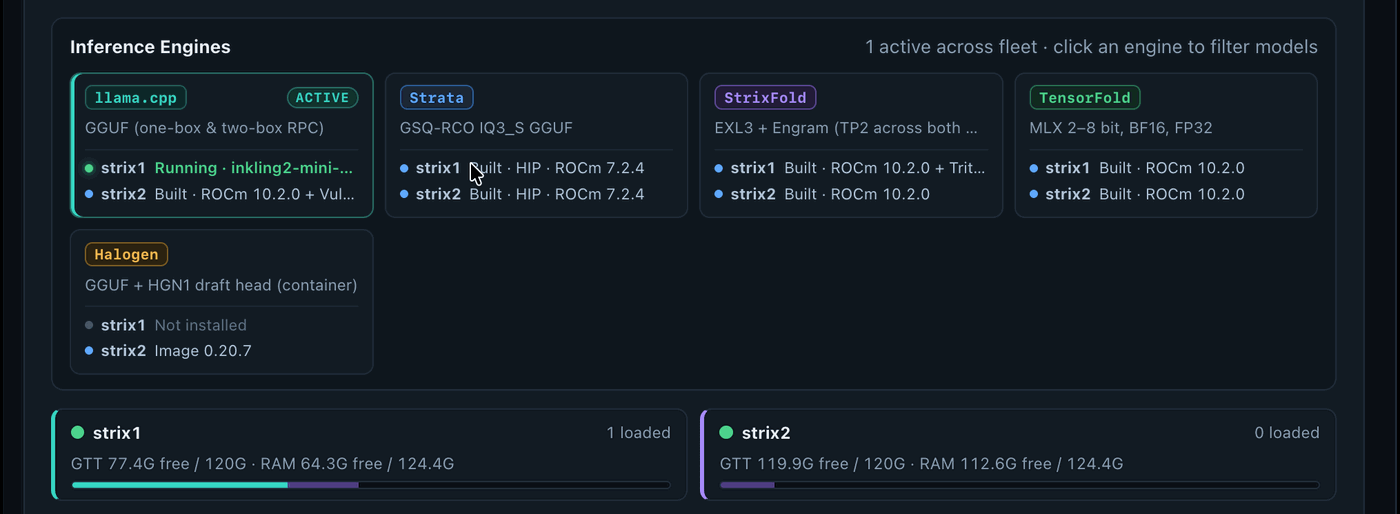 Inference Engines
1 active across fleet · click an engine to filter models
llama.cpp ACTIVE
GGUF (one-box & two-box RPC)
strix1 Running · inkling2-mini-...
strix2 Built · ROCm 10.2.0 + Vul...
Strata
GSQ-RCO IQ3_S GGUF
strix1 Built · HIP · ROCm 7.2.4
strix2 Built · HIP · ROCm 7.2.4
StrixFold
EXL3 + Engram (TP2 across both ...
strix1 Built · ROCm 10.2.0 + Trit...
strix2 Built · ROCm 10.2.0
TensorFold
MLX 2–8 bit, BF16, FP32
strix1 Built · ROCm 10.2.0
strix2 Built · ROCm 10.2.0
Halogen
GGUF + HGN1 draft head (container)
strix1 Not installed
strix2 Image 0.20.7
strix1 1 loaded
GTT 77.4G free / 120G · RAM 64.3G free / 124.4G
strix2 0 loaded
GTT 119.9G free / 120G · RAM 112.6G free / 124.4G